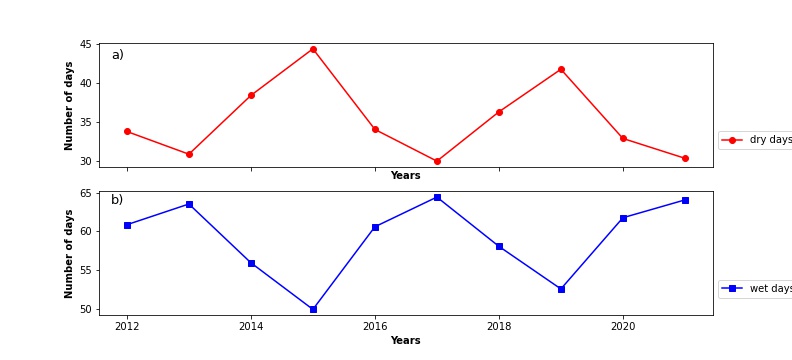 a)
45
40
35
30
Number of days
Years
dry days
b)
65
60
55
50
Number of days
2012 2014 2016 2018 2020
Years
wet days